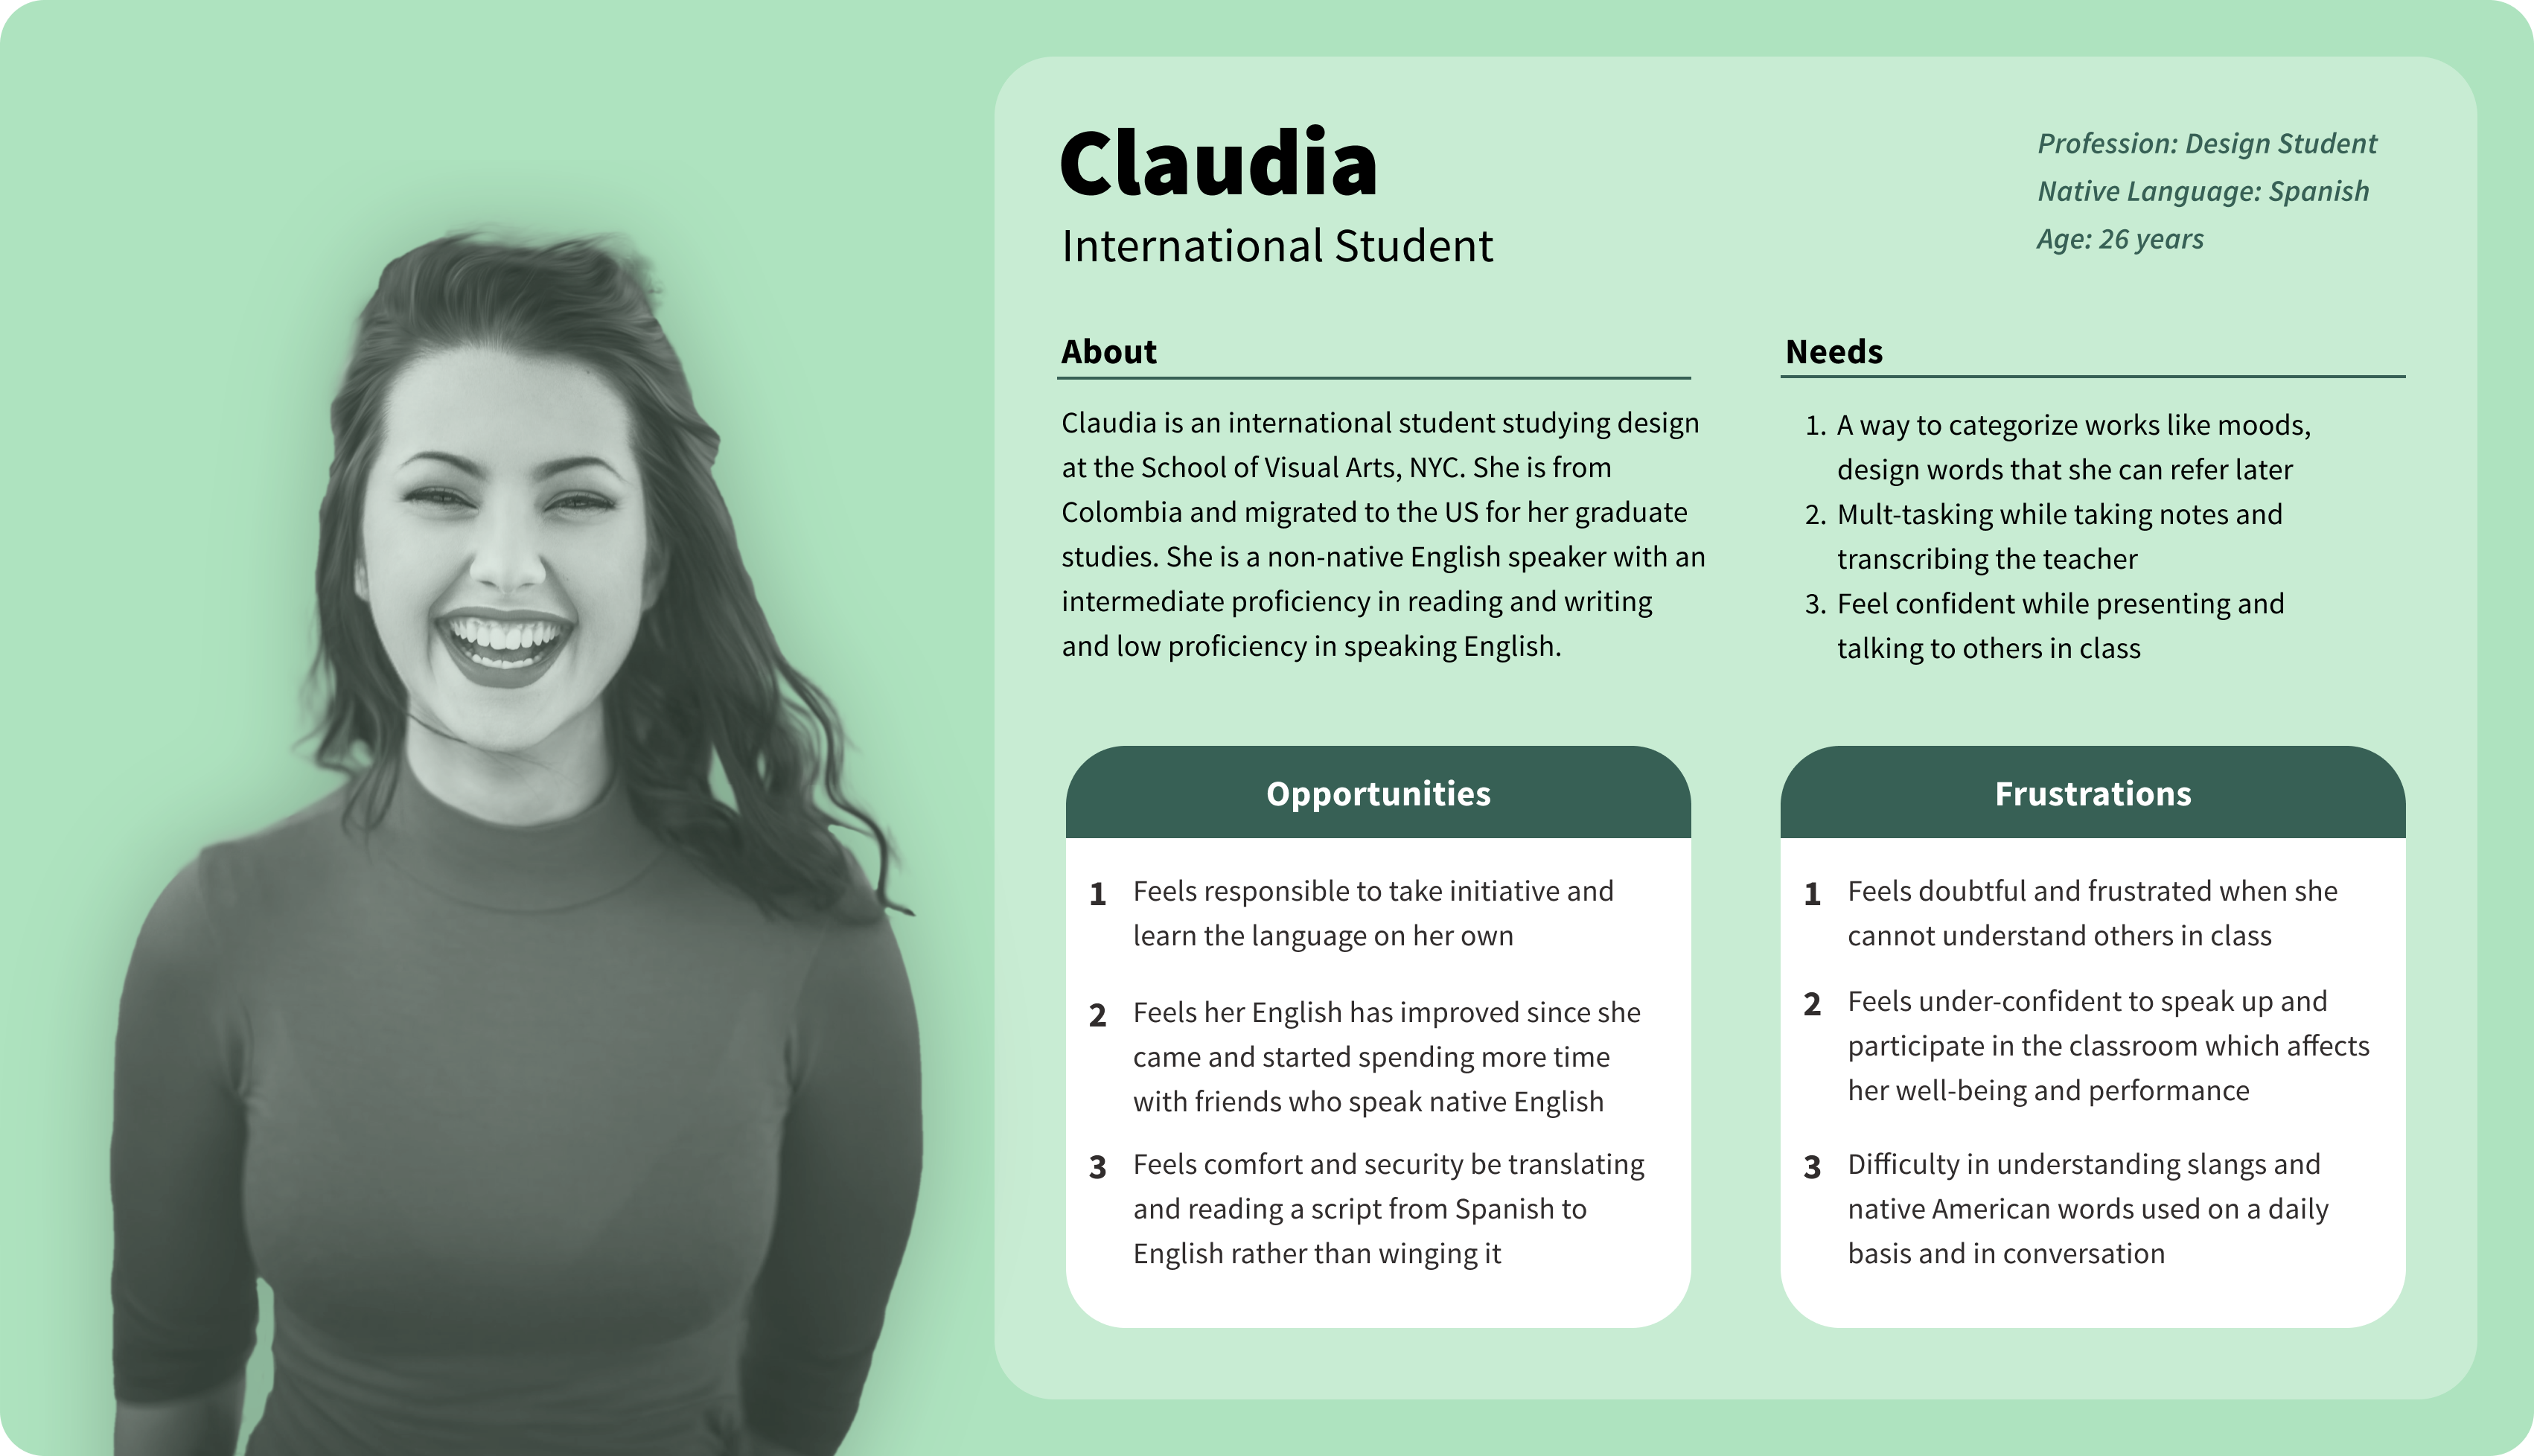 Claudia
International Student
Profession: Design Student
Native Language: Spanish
Age: 26 years
About
Claudia is an international student studying design
at the School of Visual Arts, NYC. She is from
Colombia and migrated to the US for her graduate
studies. She is a non-native English speaker with an
intermediate proficiency in reading and writing
and low proficiency in speaking English.
Needs
1. A way to categorize works like moods,
design words that she can refer later
2. Mult-tasking while taking notes and
transcribing the teacher
3. Feel confident while presenting and
talking to others in class
Opportunities
1 Feels responsible to take initiative and
learn the language on her own
2 Feels her English has improved since she
came and started spending more time
with friends who speak native English
3 Feels comfort and security be translating
and reading a script from Spanish to
English rather than winging it
Frustrations
1 Feels doubtful and frustrated when she
cannot understand others in class
2 Feels under-confident to speak up and
participate in the classroom which affects
her well-being and performance
3 Difficulty in understanding slangs and
native American words used on a daily
basis and in conversation